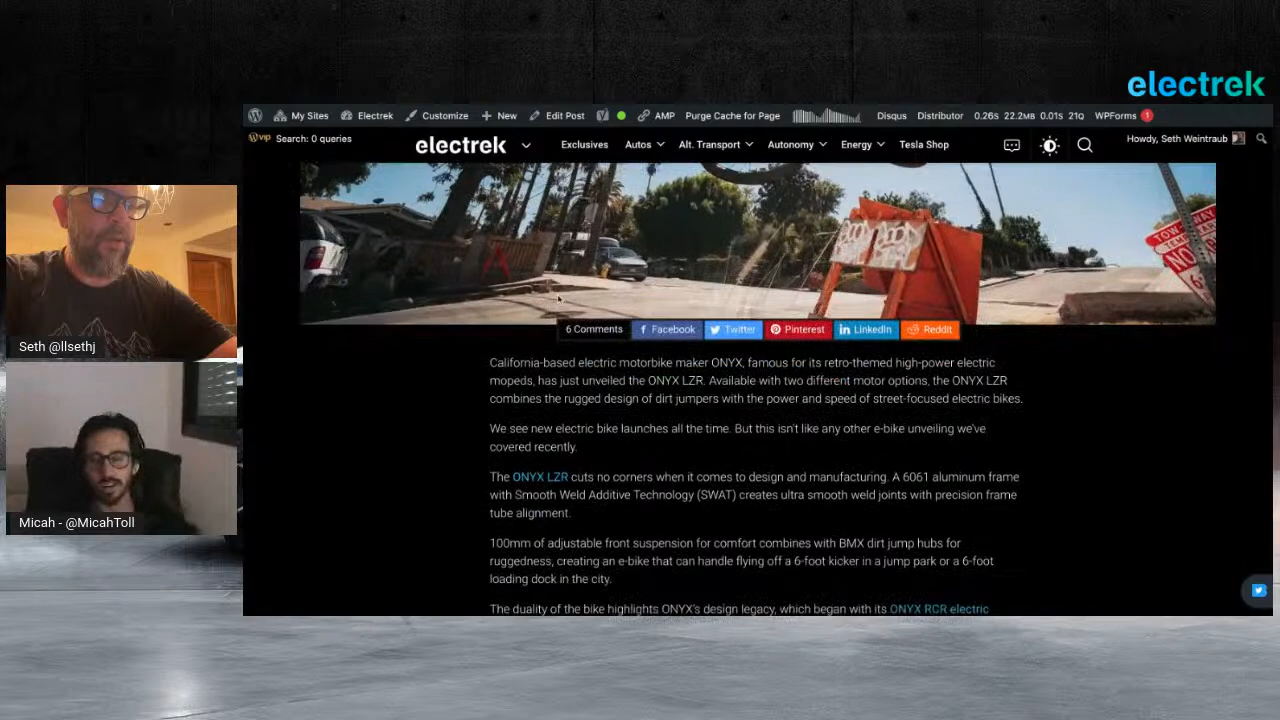 electrek
My Sites Electrek Customize New Edit Post AMP Purge Cache for Page Disqus Distributor 0.26s 22.2MB 0.01s 21Q WPForms 1
vip Search: 0 queries
Howdy, Seth Weintraub
electrek Exclusives Autos Alt. Transport Autonomy Energy Tesla Shop
TOW-AWAY
NO
6 Comments Facebook Twitter Pinterest LinkedIn Reddit
Seth @llsethj
California-based electric motorbike maker ONYX, famous for its retro-themed high-power electric
mopeds, has just unveiled the ONYX LZR. Available with two different motor options, the ONYX LZR
combines the rugged design of dirt jumpers with the power and speed of street-focused electric bikes.
We see new electric bike launches all the time. But this isn't like any other e-bike unveiling we've
covered recently.
The ONYX LZR cuts no corners when it comes to design and manufacturing. A 6061 aluminum frame
with Smooth Weld Additive Technology (SWAT) creates ultra smooth weld joints with precision frame
tube alignment.
Micah - @MicahToll
100mm of adjustable front suspension for comfort combines with BMX dirt jump hubs for
ruggedness, creating an e-bike that can handle flying off a 6-foot kicker in a jump park or a 6-foot
loading dock in the city.
The duality of the bike highlights ONYX's design legacy, which began with its ONYX RCR electric